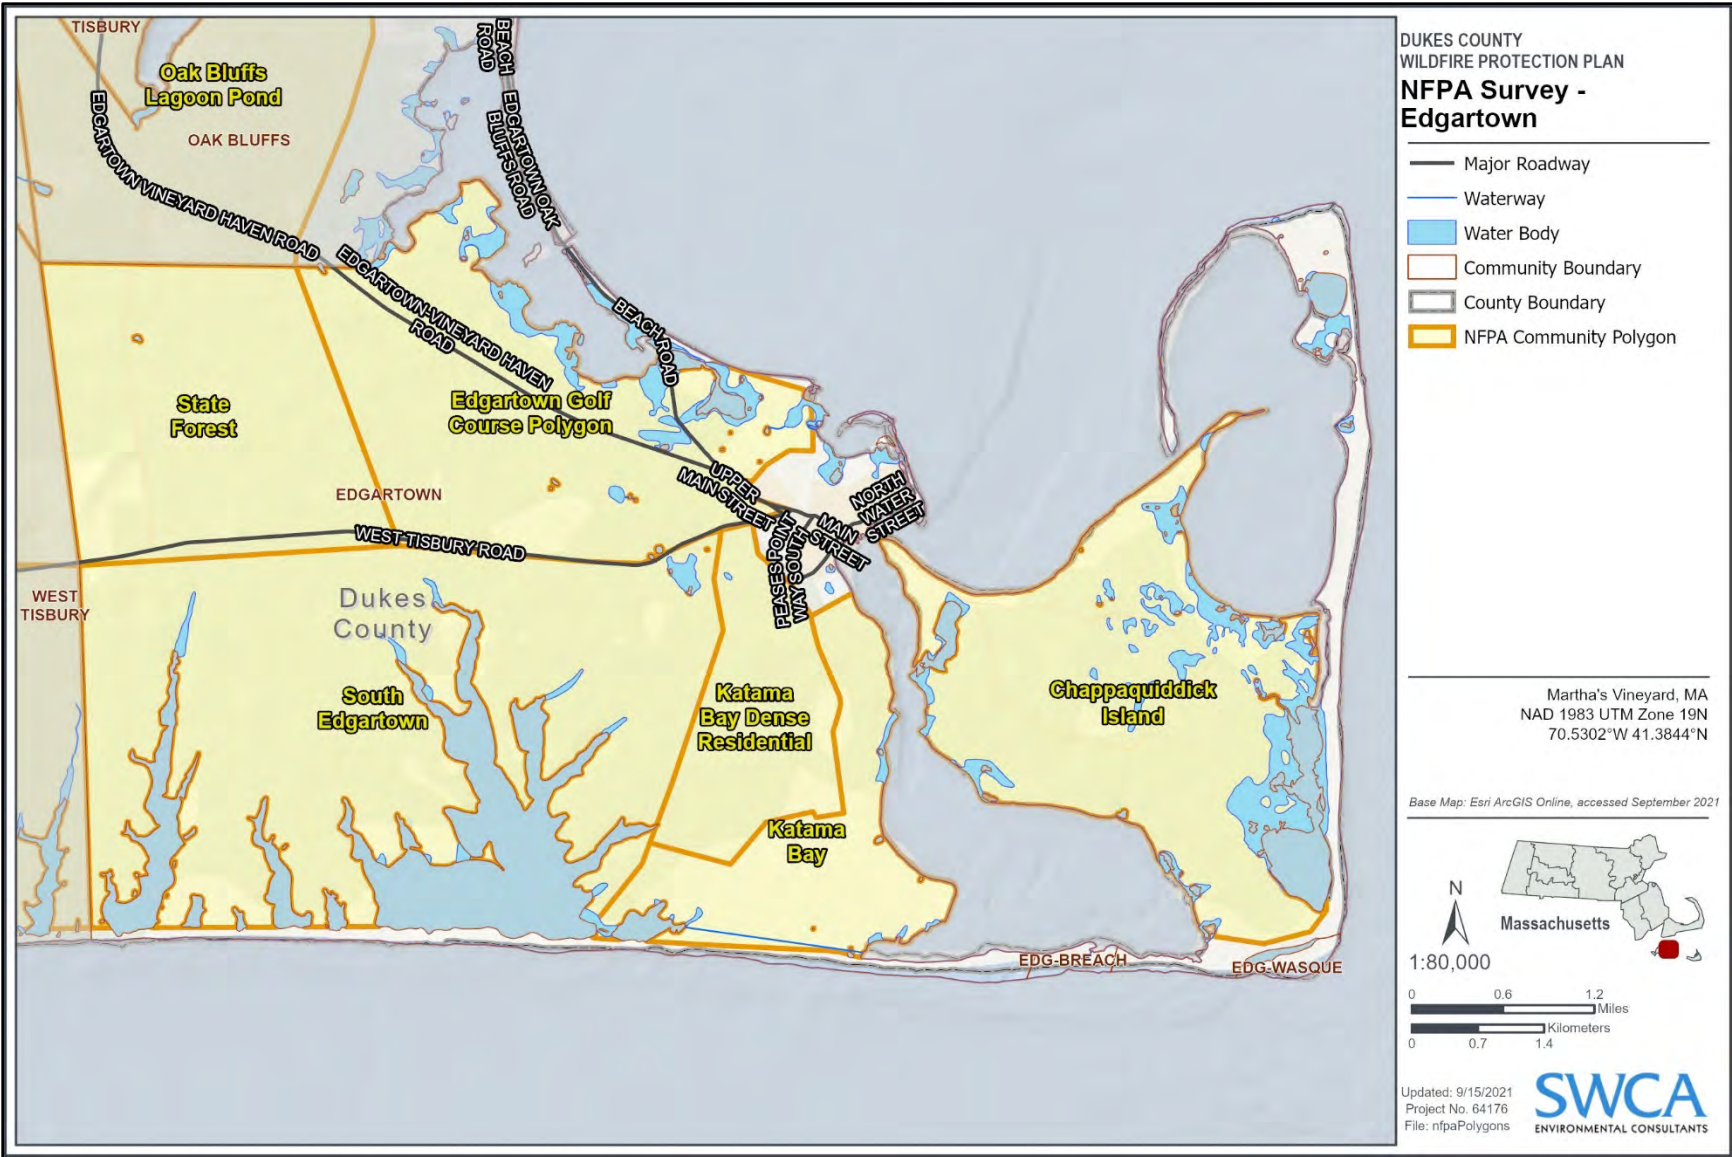 TISBURY
Oak Bluffs
Lagoon Pond
OAK BLUFFS
BEACH
ROAD
EDGARTOWN OAK
BLUFFS ROAD
EDGARTOWN VINEYARD HAVEN ROAD
EDGARTOWN-VINEYARD HAVEN
ROAD
BEACH ROAD
State
Forest
Edgartown Golf
Course Polygon
EDGARTOWN
UPPER
MAIN STREET
NORTH
WATER
STREET
MAIN
STREET
PEASES POINT
WAY SOUTH
WEST TISBURY ROAD
WEST
TISBURY
Dukes
County
South
Edgartown
Katama
Bay Dense
Residential
Katama
Bay
Chappaquiddick
Island
EDG-BREACH
EDG-WASQUE
DUKES COUNTY
WILDFIRE PROTECTION PLAN
NFPA Survey -
Edgartown
Major Roadway
Waterway
Water Body
Community Boundary
County Boundary
NFPA Community Polygon
Martha's Vineyard, MA
NAD 1983 UTM Zone 19N
70.5302°W 41.3844°N
Base Map: Esri ArcGIS Online, accessed September 2021
Massachusetts
N
1:80,000
0 0.6 1.2
Miles
Kilometers
0 0.7 1.4
Updated: 9/15/2021
Project No. 64176
File: nfpaPolygons
SWCA
ENVIRONMENTAL CONSULTANTS